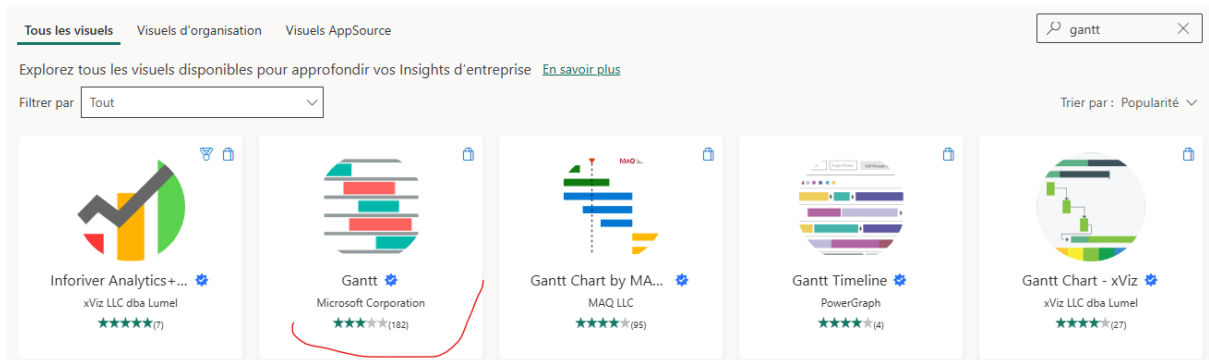 Tous les visuels Visuels d'organisation Visuels AppSource gantt
Explorez tous les visuels disponibles pour approfondir vos Insights d'entreprise En savoir plus
Filtrer par Tout Trier par : Popularité
MAQ
Inforiver Analytics+... Gantt Gantt Chart by MA... Gantt Timeline Gantt Chart - xViz
xViz LLC dba Lumel Microsoft Corporation MAQ LLC PowerGraph xViz LLC dba Lumel
(7) (182) (95) (4) (27)